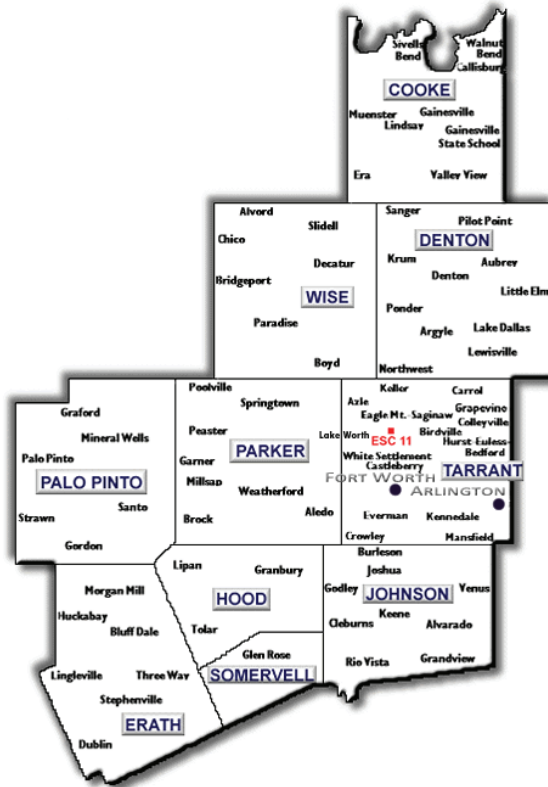 Sivells
Bend
Walnut
Bend
Callisburg
COOKE
Muenster
Gainesville
Lindsay
Gainesville
State School
Era
Valley View
Alvord
Slidell
Chico
Decatur
Bridgeport
WISE
Paradise
Boyd
Sanger
Pilot Point
DENTON
Krum
Aubrey
Denton
Little Elm
Ponder
Argyle
Lake Dallas
Lewisville
Northwest
Graford
Mineral Wells
Palo Pinto
PALO PINTO
Santo
Strawn
Gordon
Poolville
Springtown
Peaster
PARKER
Garner
Millsap
Weatherford
Aledo
Brock
Keller
Carrol
Azle
Grapevino
Eagle Mt.-Saginaw
Colleyville
Lake Worth
ESC 11
Birdville
Hurst-Euless-
Bedford
White Settlement
Castleberry
TARRANT
FORT WORTH
ARLINGTON
Everman
Kennedale
Crowley
Mansfield
Lipan
Granbury
HOOD
Tolar
Burleson
Joshua
Godley
JOHNSON
Venus
Keene
Cleburns
Alvarado
Rio Vista
Grandview
Glen Rose
SOMERVELL
Morgan Mill
Huckabay
Bluff Dale
Lingleville
Three Way
Stephenville
ERATH
Dublin